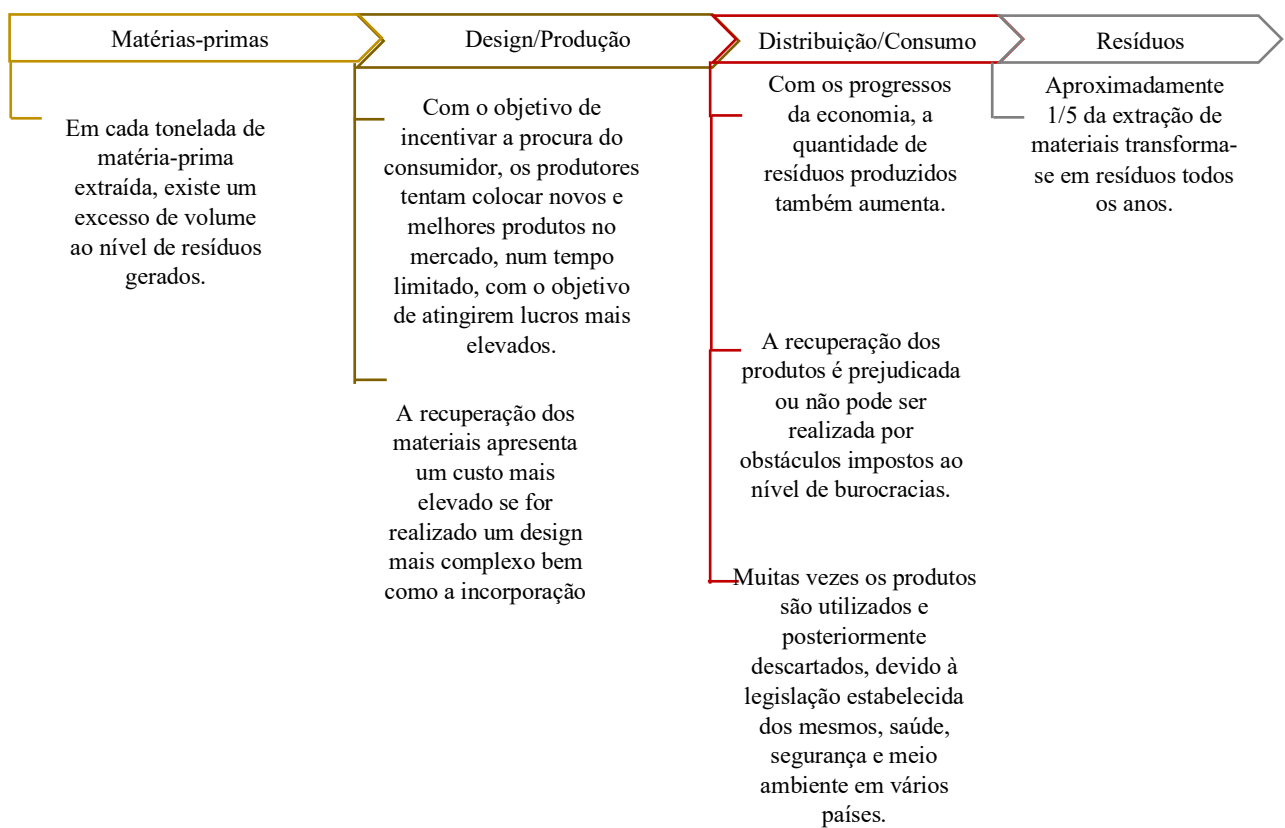 Matérias-primas
Em cada tonelada de
matéria-prima
extraída, existe um
excesso de volume
ao nível de resíduos
gerados.
Design/Produção
Com o objetivo de
incentivar a procura do
consumidor, os produtores
tentam colocar novos e
melhores produtos no
mercado, num tempo
limitado, com o objetivo
de atingirem lucros mais
elevados.
A recuperação dos
materiais apresenta
um custo mais
elevado se for
realizado um design
mais complexo bem
como a incorporação
Distribuição/Consumo
Com os progressos
da economia, a
quantidade de
resíduos produzidos
também aumenta.
A recuperação dos
produtos é prejudicada
ou não pode ser
realizada por
obstáculos impostos ao
nível de burocracias.
Muitas vezes os produtos
são utilizados e
posteriormente
descartados, devido à
legislação estabelecida
dos mesmos, saúde,
segurança e meio
ambiente em vários
países.
Resíduos
Aproximadamente
1/5 da extração de
materiais transforma-
se em resíduos todos
os anos.